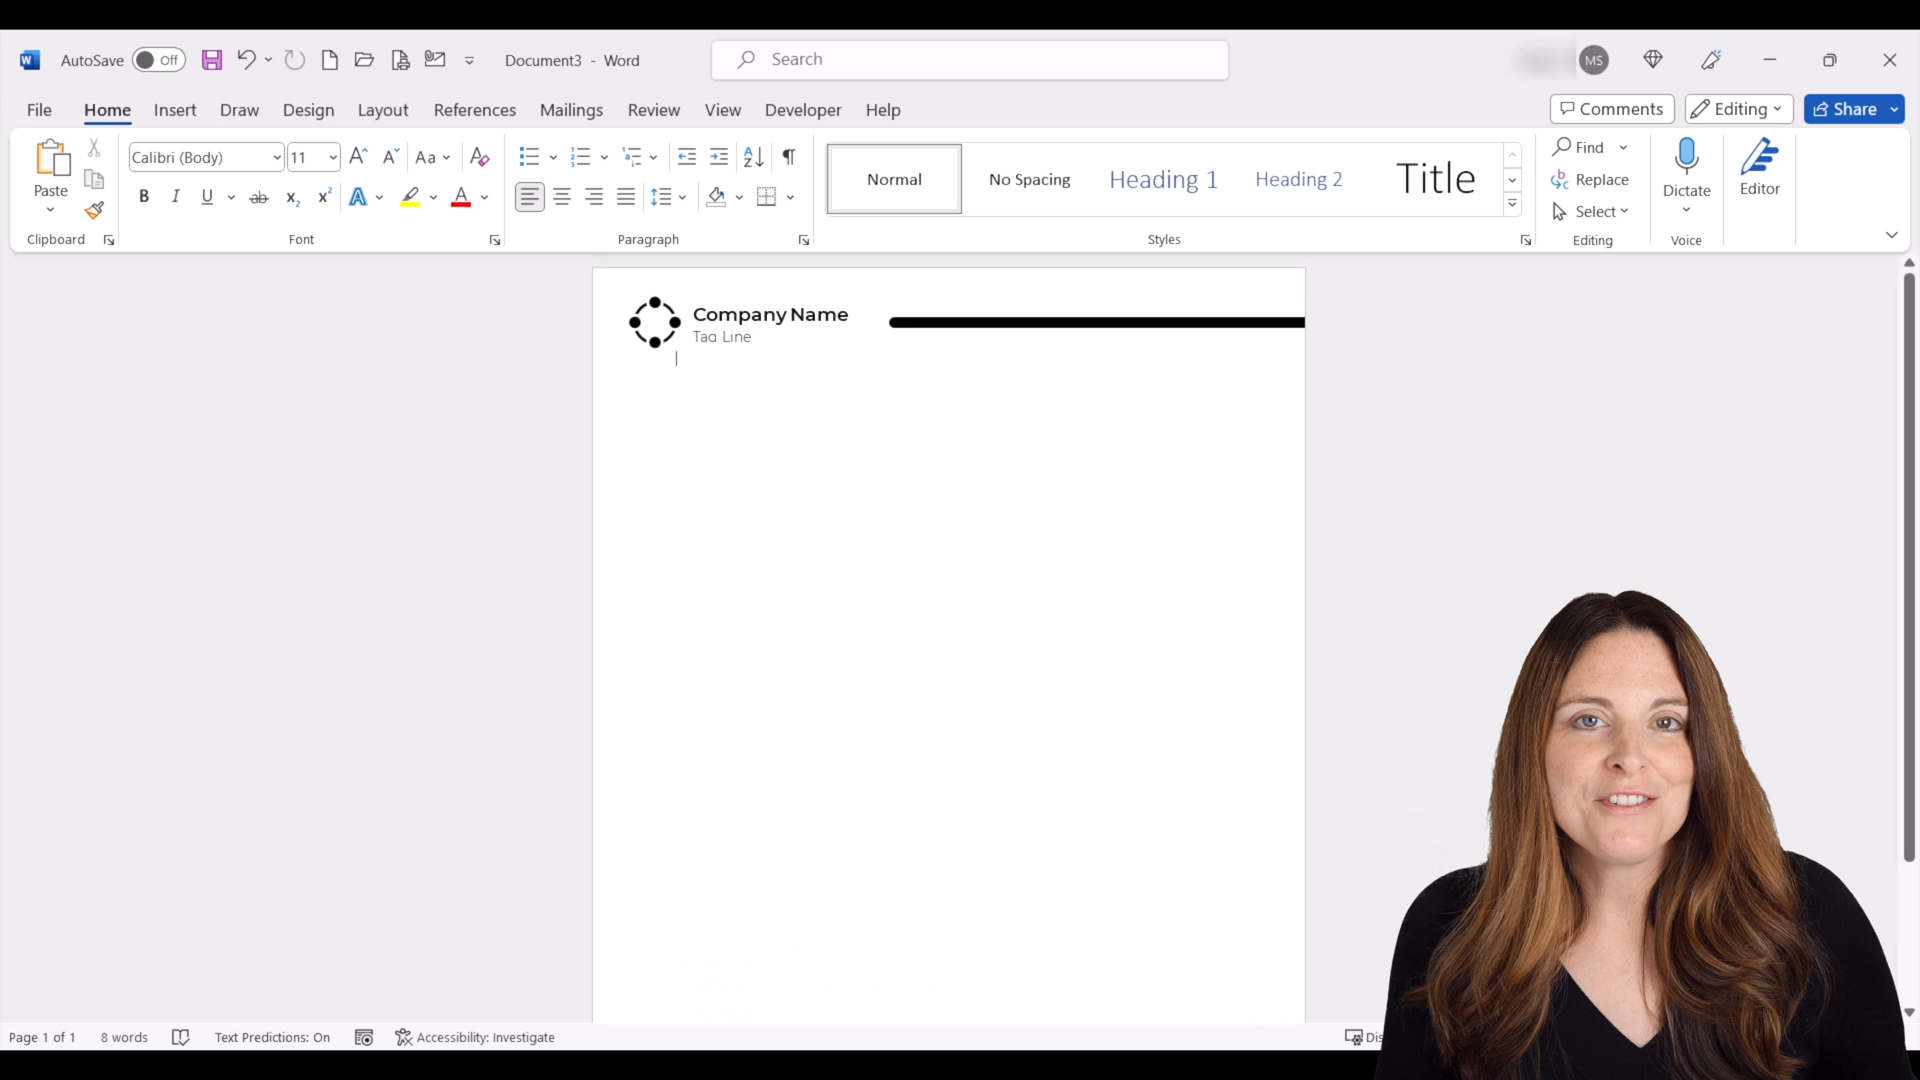 AutoSave Off Document3 - Word Search MS
File Home Insert Draw Design Layout References Mailings Review View Developer Help Comments Editing Share
Paste Calibri (Body) 11 Aa Normal No Spacing Heading 1 Heading 2 Title Find Replace Select Dictate Editor
Clipboard Font Paragraph Styles Editing Voice
Company Name
Tag Line
Page 1 of 1 8 words Text Predictions: On Accessibility: Investigate